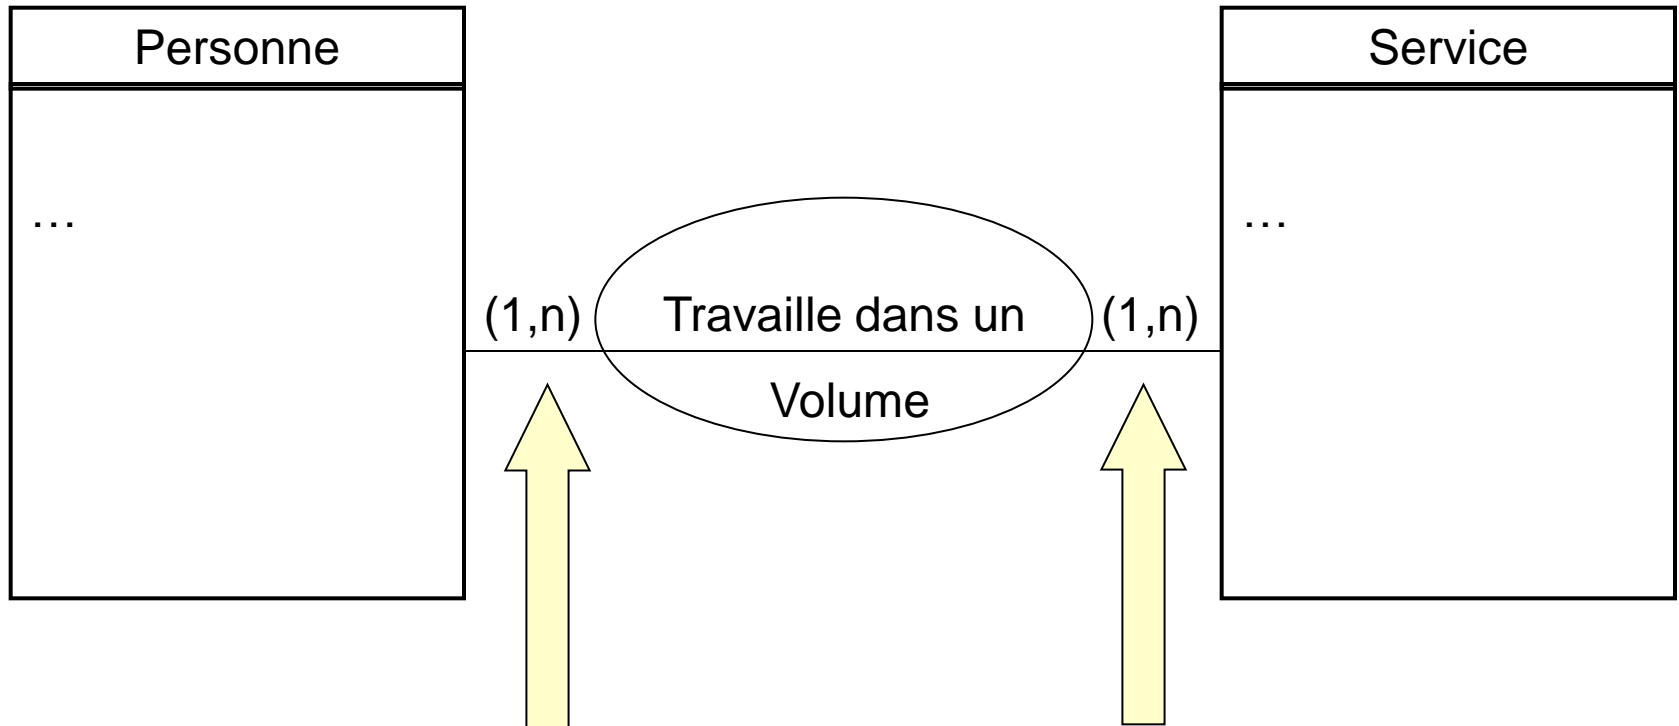 Personne
Service
…
…
(1,n)
Travaille dans un
(1,n)
Volume